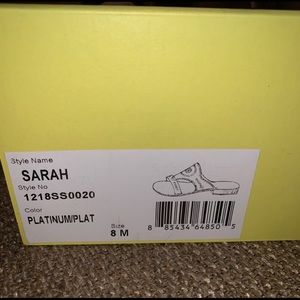 Style Name
SARAH
Style No
1218SS0020
Color
PLATINUM/PLAT
Size
8 M
8 85434 64850 5